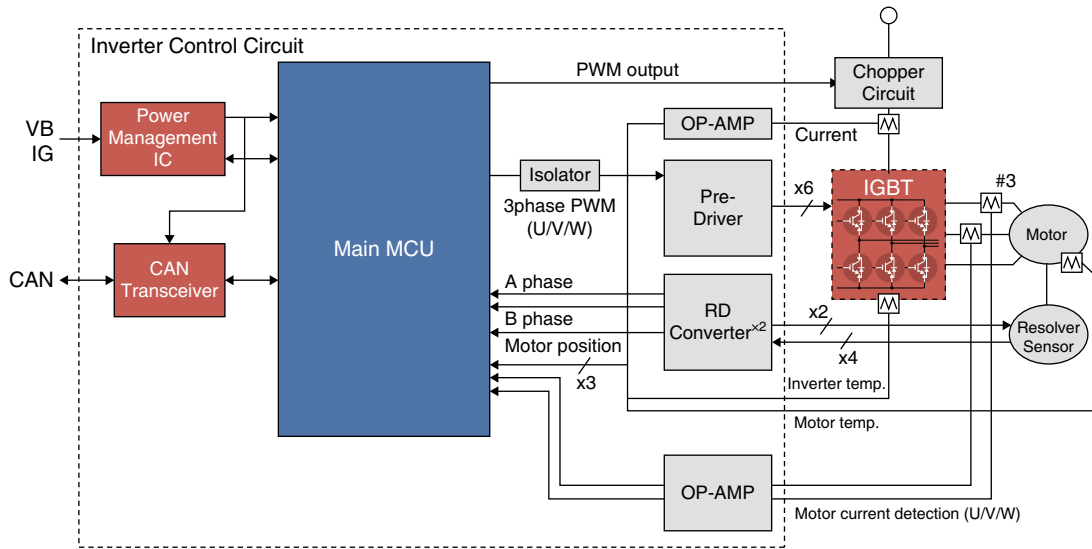 Inverter Control Circuit
VB
IG
Power
Management
IC
CAN
CAN
Transceiver
Main MCU
PWM output
Chopper
Circuit
OP-AMP
Current
Isolator
3phase PWM
(U/V/W)
Pre-
Driver
x6
IGBT
#3
Motor
A phase
B phase
Motor position
x3
RD
Converter×2
x2
x4
Resolver
Sensor
Inverter temp.
Motor temp.
OP-AMP
Motor current detection (U/V/W)